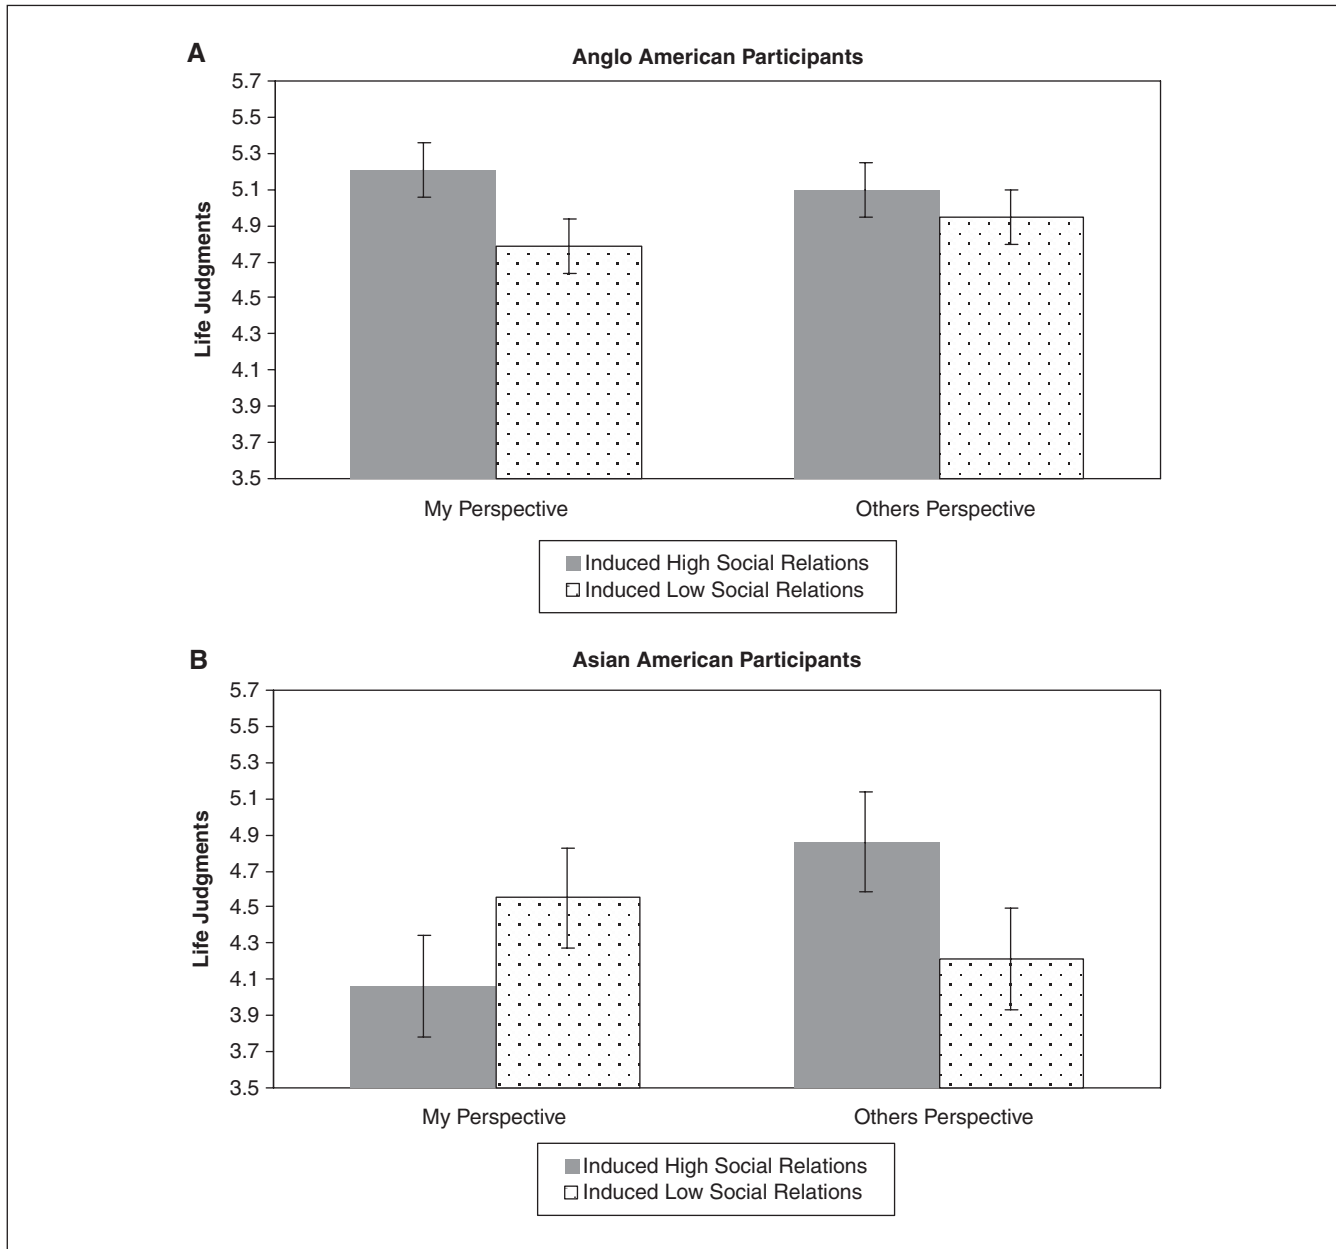 A
Anglo American Participants
5.7
5.5
5.3
5.1
4.9
4.7
4.5
4.3
4.1
3.9
3.7
3.5
Life Judgments
My Perspective
Others Perspective
Induced High Social Relations
Induced Low Social Relations
B
Asian American Participants
5.7
5.5
5.3
5.1
4.9
4.7
4.5
4.3
4.1
3.9
3.7
3.5
Life Judgments
My Perspective
Others Perspective
Induced High Social Relations
Induced Low Social Relations